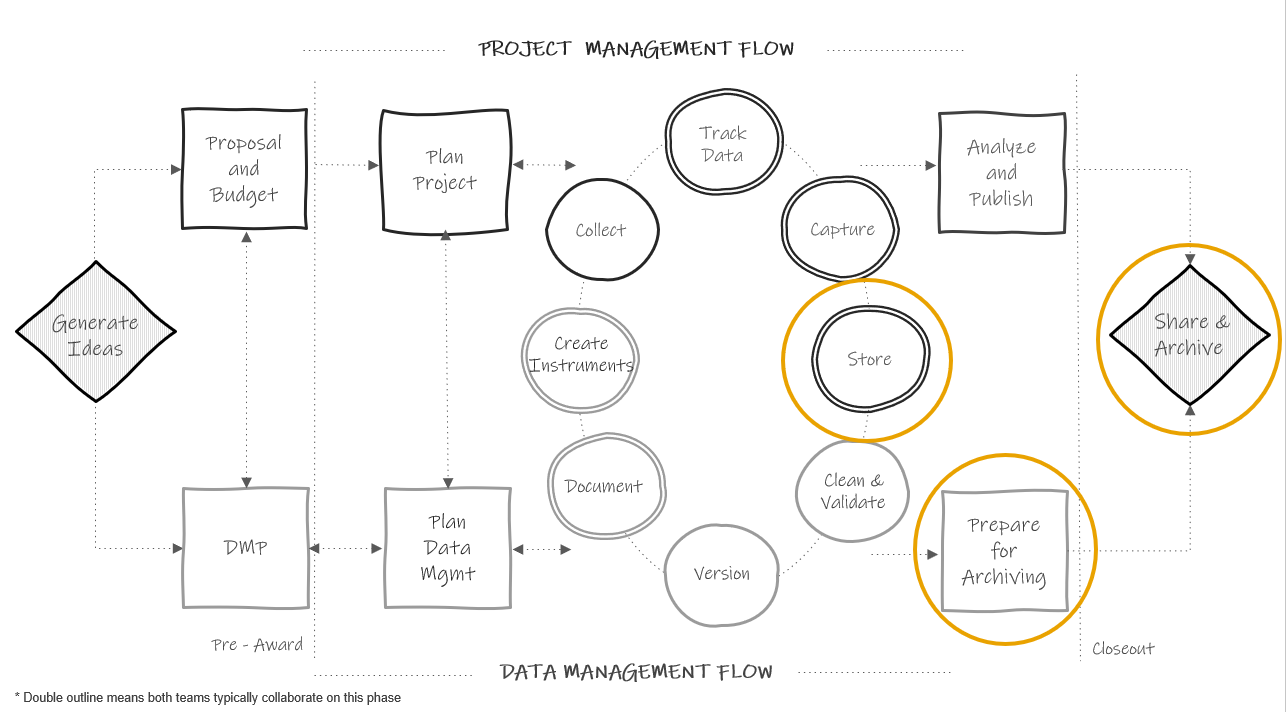 PROJECT MANAGEMENT FLOW
Proposal
and
Budget
Plan
Project
Track
Data
Analyze
and
Publish
Collect
Capture
Generate
Ideas
Create
Instruments
Store
Share &
Archive
Document
Clean &
Validate
DMP
Plan
Data
Mgmt
Version
Prepare
for
Archiving
Pre - Award
Closeout
DATA MANAGEMENT FLOW
* Double outline means both teams typically collaborate on this phase